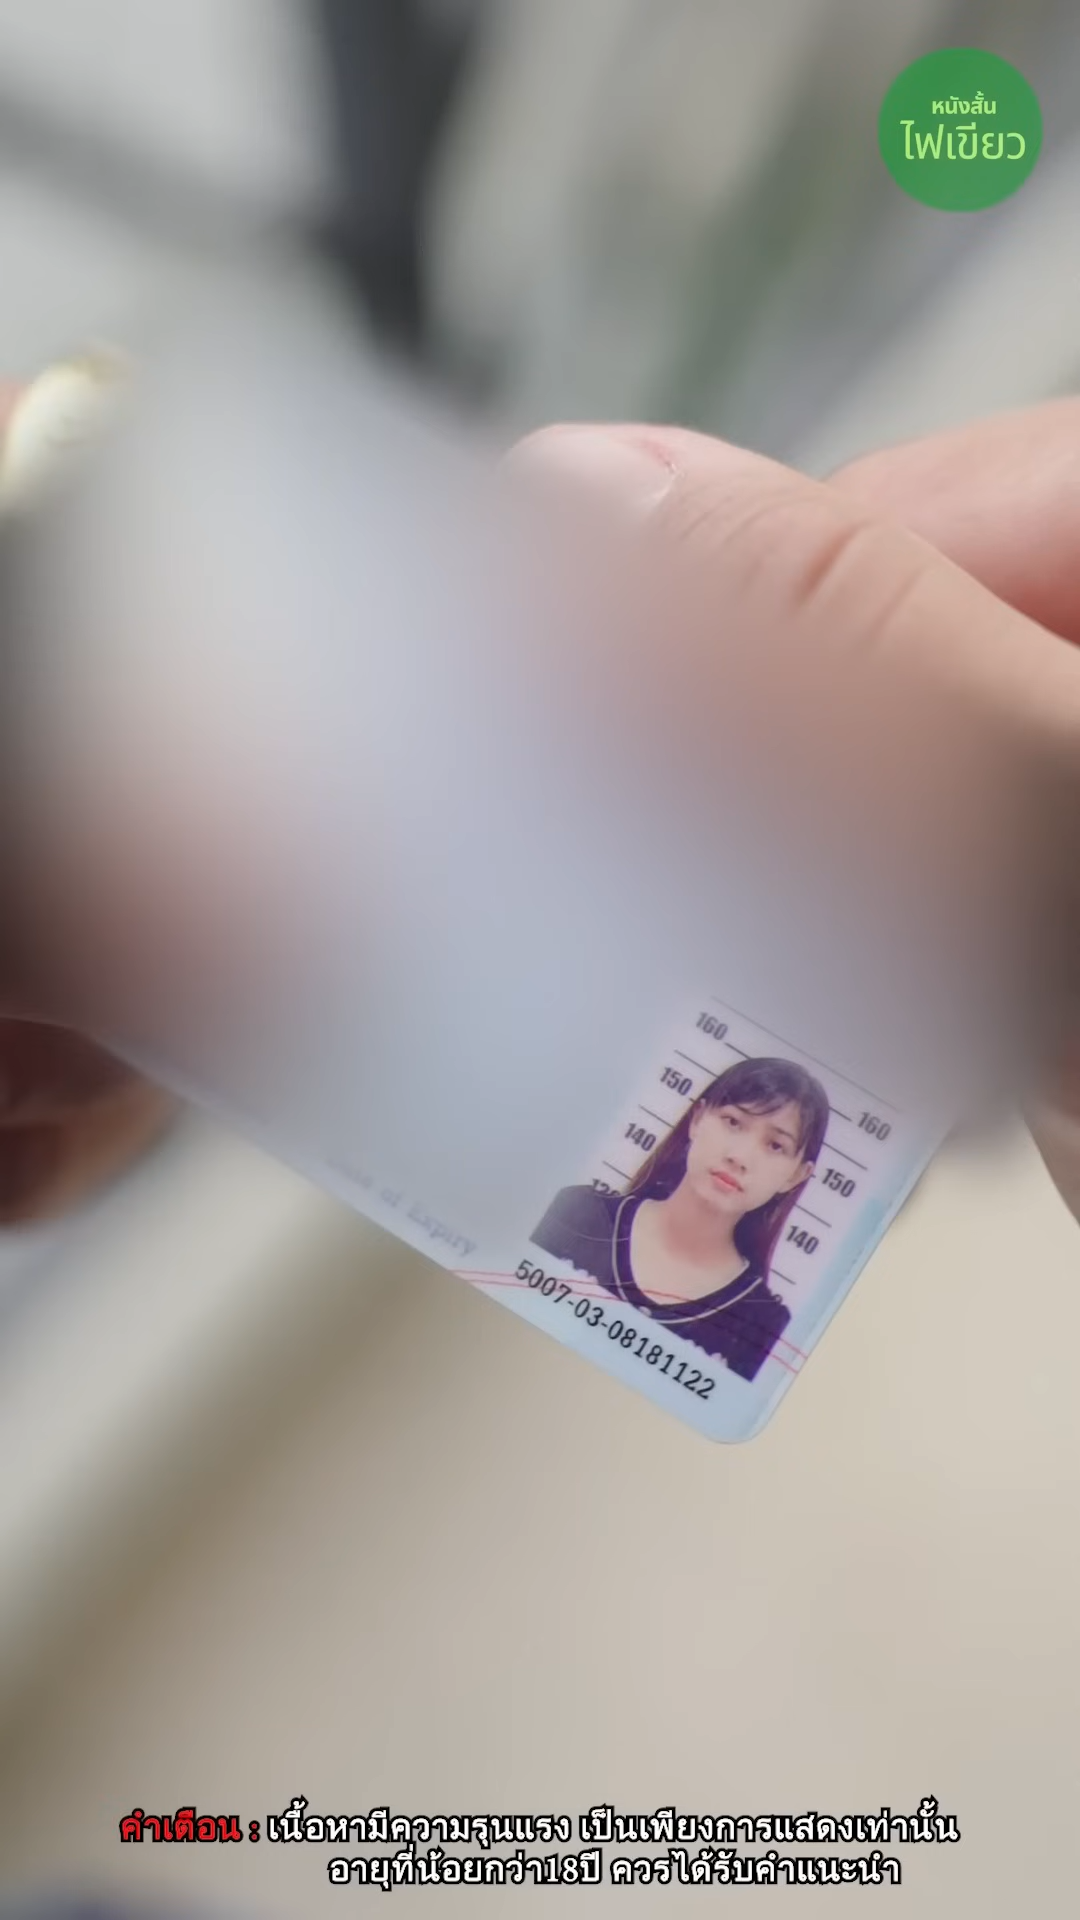 หนังสั้น
ไฟเขียว
160
150
140
160
150
140
of Expiry
5007-03-08181122
คำเตือน : เนื้อหามีความรุนแรง เป็นเพียงการแสดงเท่านั้น
อายุที่น้อยกว่า18ปี ควรได้รับคำแนะนำ